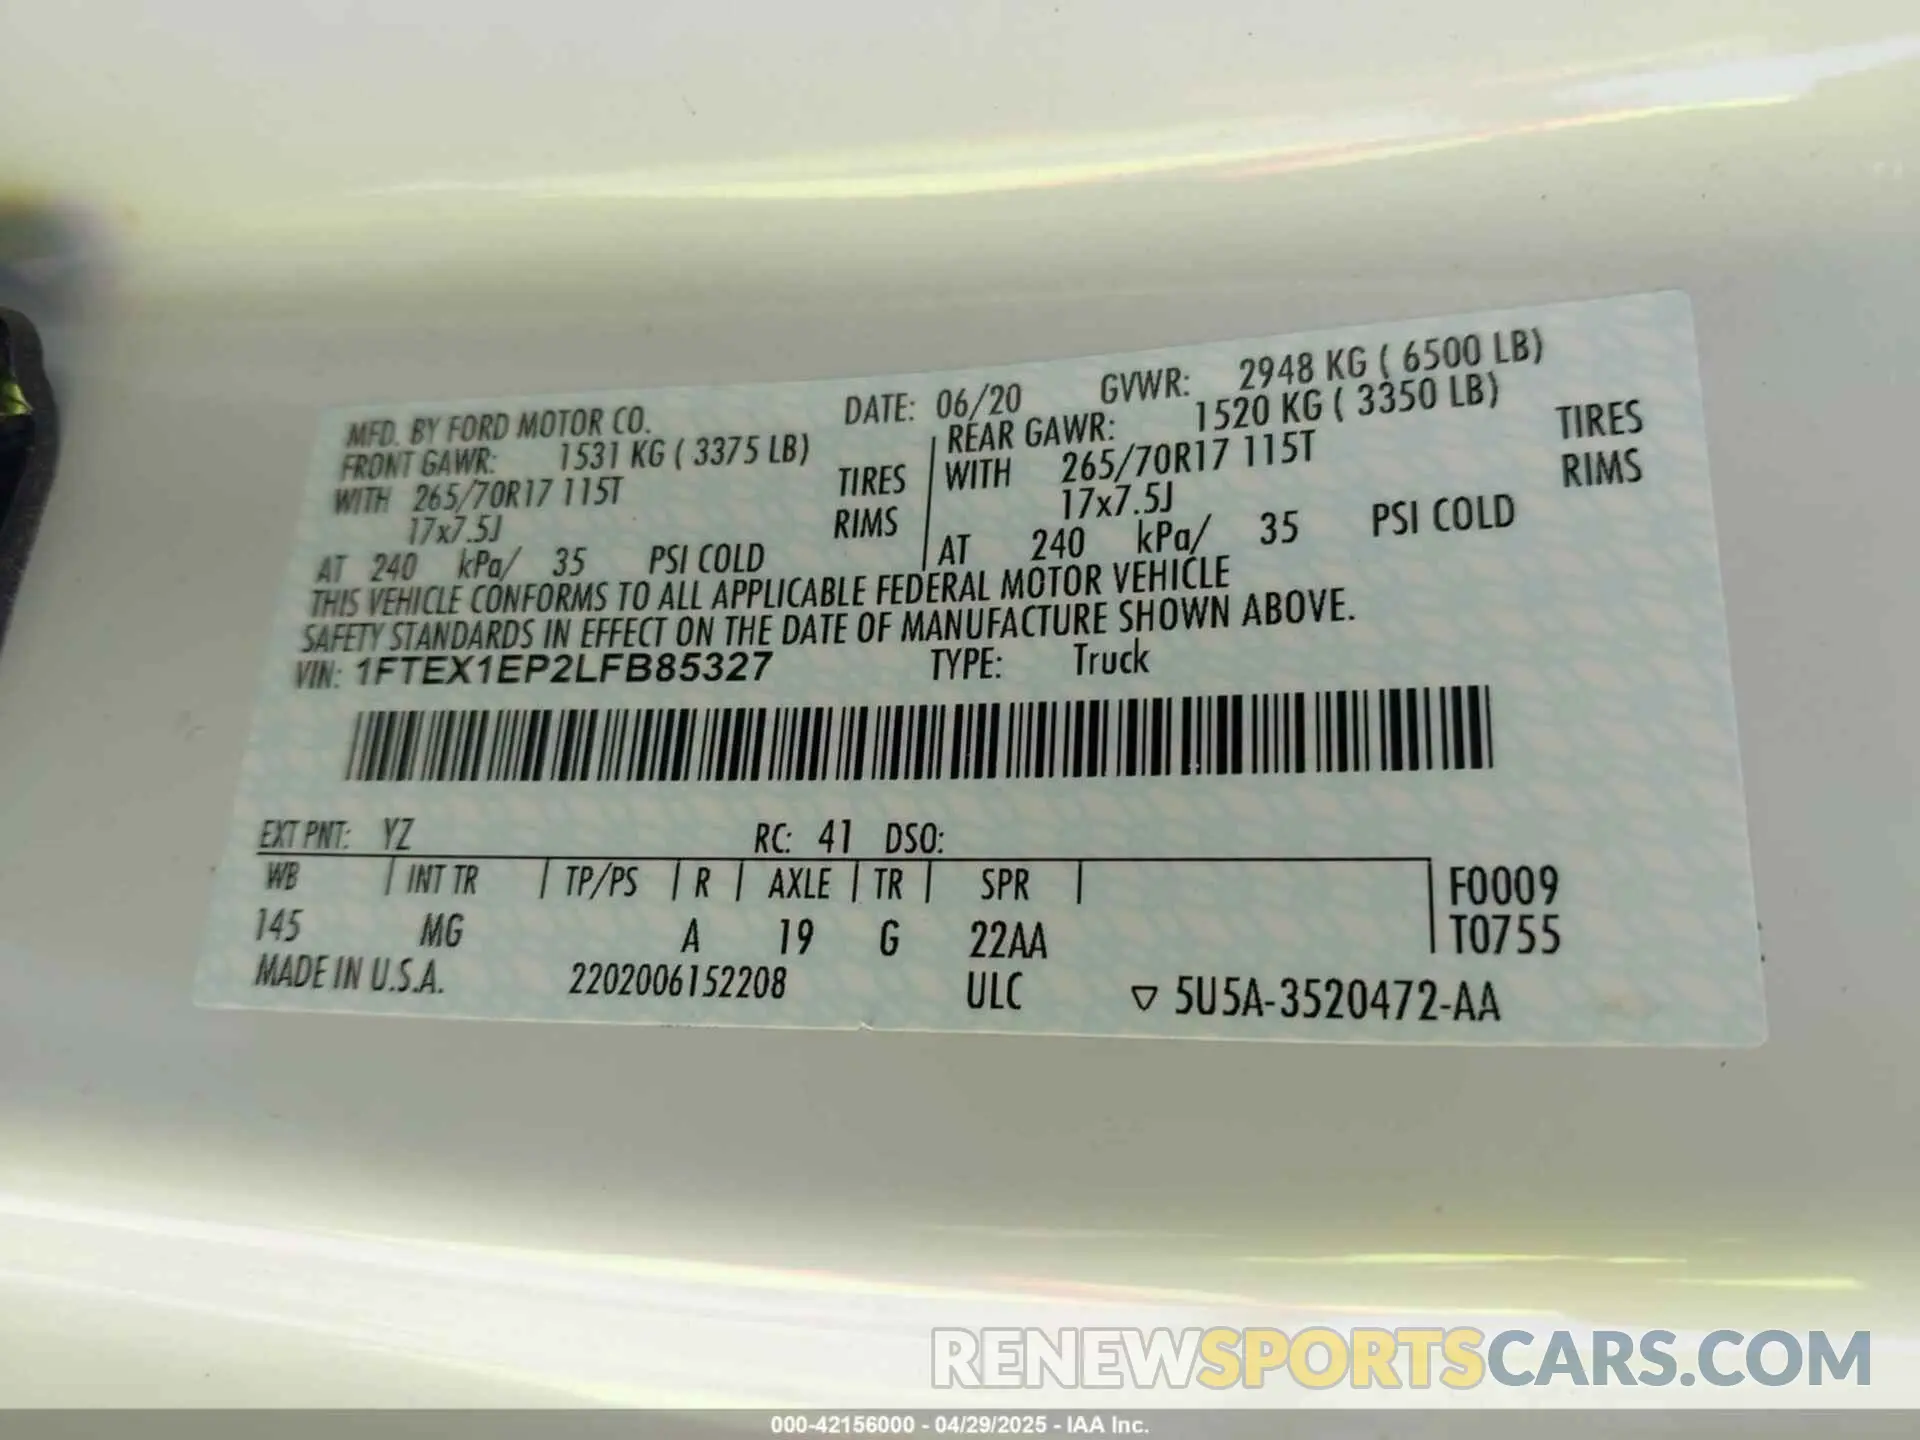 MFD. BY FORD MOTOR CO. DATE: 06/20 GVWR: 2948 KG ( 6500 LB)
FRONT GAWR: 1531 KG ( 3375 LB) REAR GAWR: 1520 KG ( 3350 LB)
WITH 265/70R17 115T TIRES WITH 265/70R17 115T TIRES
17x7.5J RIMS 17x7.5J RIMS
AT 240 kPa/ 35 PSI COLD AT 240 kPa/ 35 PSI COLD
THIS VEHICLE CONFORMS TO ALL APPLICABLE FEDERAL MOTOR VEHICLE
SAFETY STANDARDS IN EFFECT ON THE DATE OF MANUFACTURE SHOWN ABOVE.
VIN: 1FTEX1EP2LFB85327 TYPE: Truck
EXT PNT: YZ RC: 41 DSO:
WB INT TR TP/PS R AXLE TR SPR F0009
145 MG A 19 G 22AA T0755
MADE IN U.S.A. 2202006152208 ULC ▽ 5U5A-3520472-AA
RENEWSPORTSCARS.COM
000-42156000 - 04/29/2025 - IAA Inc.